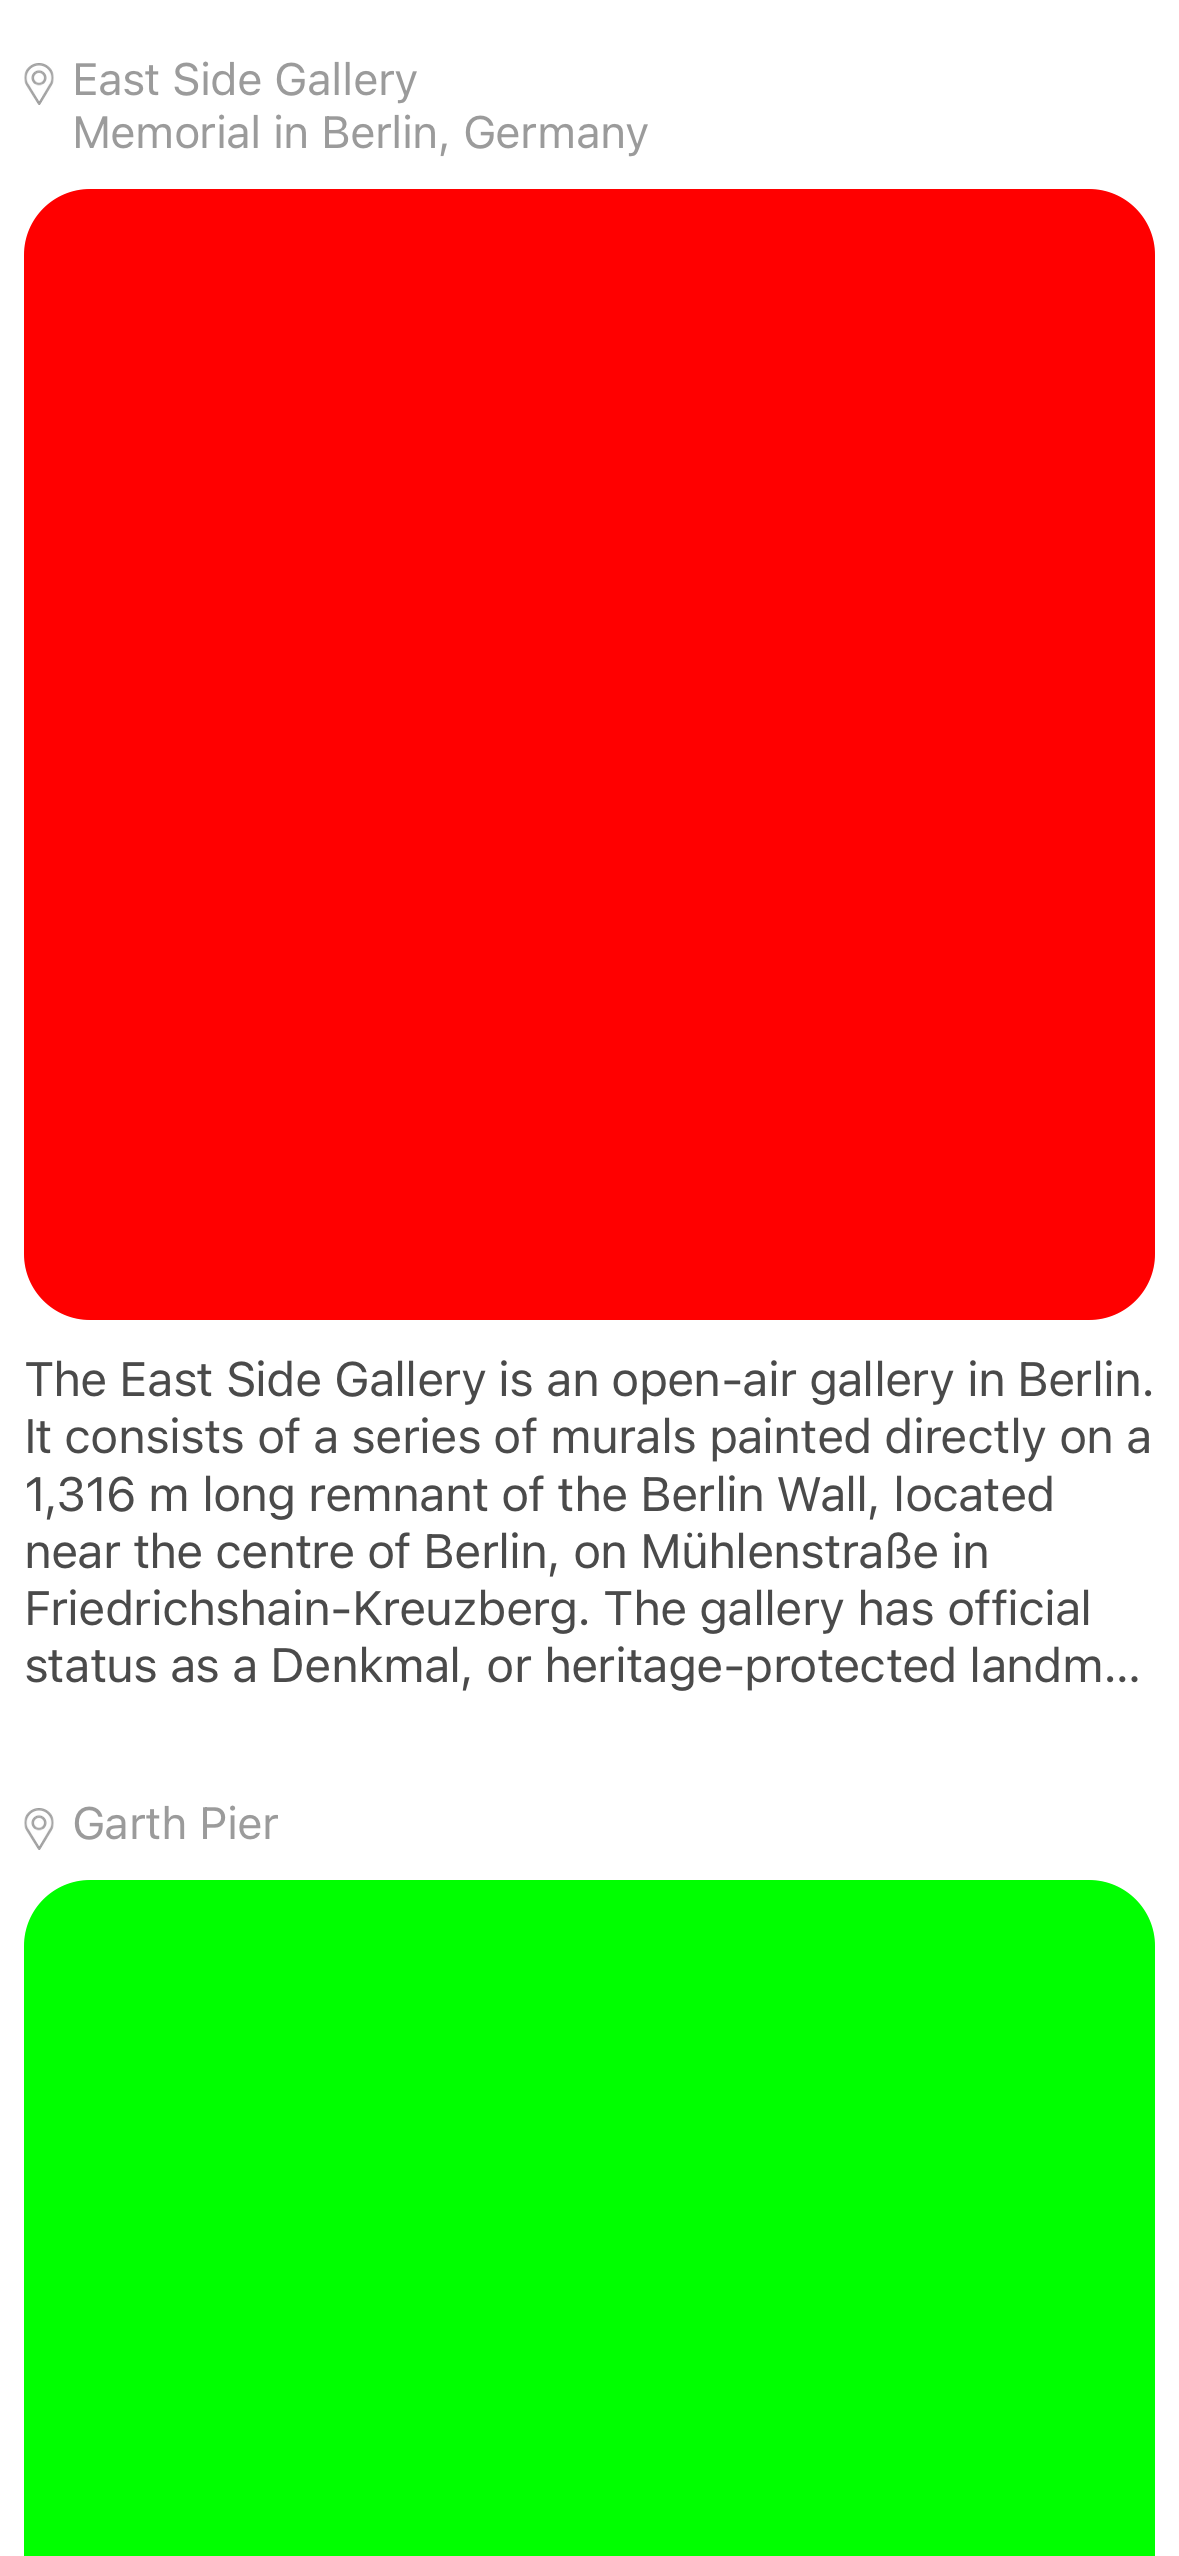 East Side Gallery
Memorial in Berlin, Germany
The East Side Gallery is an open-air gallery in Berlin.
It consists of a series of murals painted directly on a
1,316 m long remnant of the Berlin Wall, located
near the centre of Berlin, on Mühlenstraße in
Friedrichshain-Kreuzberg. The gallery has official
status as a Denkmal, or heritage-protected landm...
Garth Pier